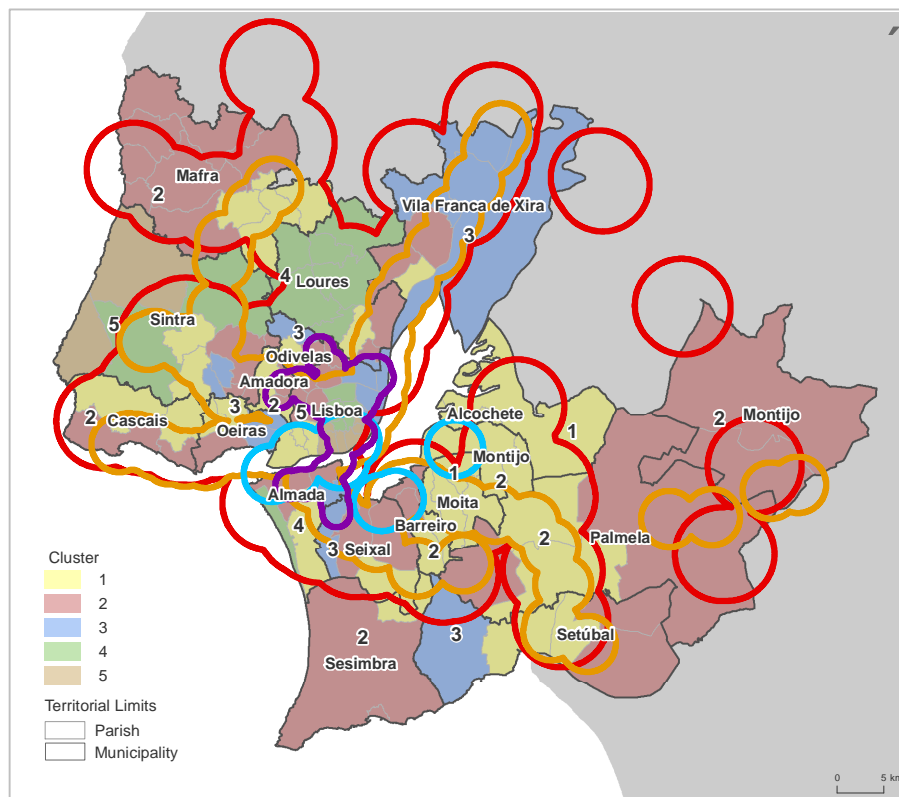 Mafra
2
Vila Franca de Xira
3
4
Loures
5
Sintra
3
Odivelas
Amadora
2
Cascais
3
2
5
Lisboa
Oeiras
Alcochete
1
2
Montijo
Montijo
1
2
Almada
Moita
4
Barreiro
3
Seixal
2
2
Palmela
2
Sesimbra
3
Setúbal
Cluster
1
2
3
4
5
Territorial Limits
Parish
Municipality
0 5 km